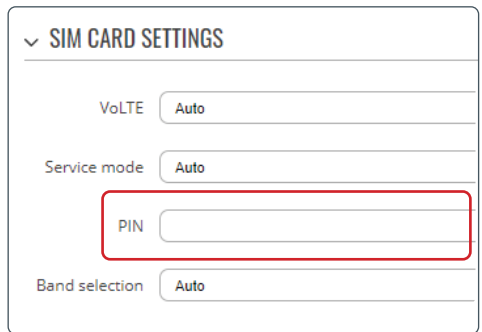 SIM CARD SETTINGS
VoLTE Auto
Service mode Auto
PIN
Band selection Auto